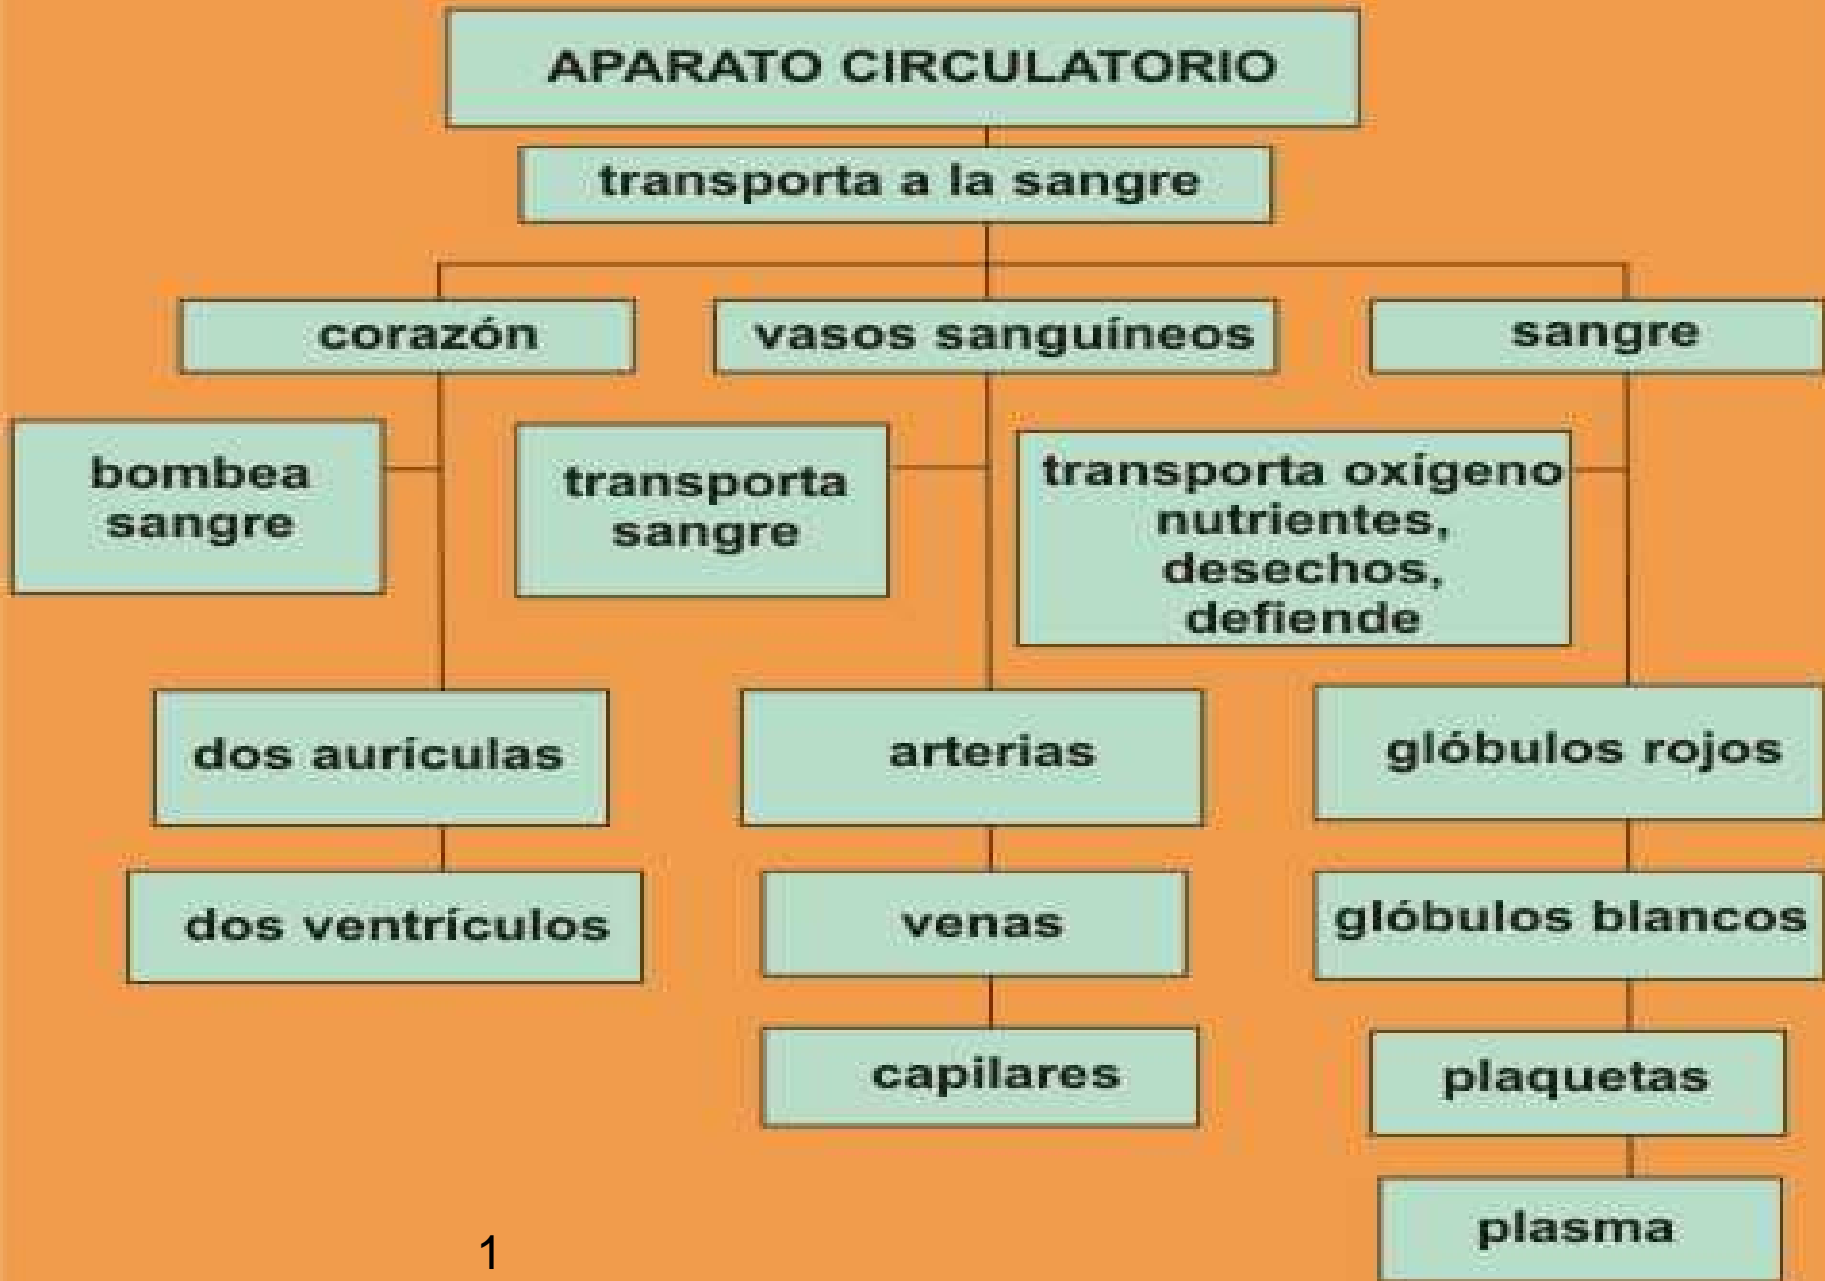 APARATO CIRCULATORIO
transporta a la sangre
corazón
vasos sanguíneos
sangre
bombea
sangre
transporta
sangre
transporta oxígeno
nutrientes,
desechos,
defiende
dos aurículas
arterias
glóbulos rojos
dos ventrículos
venas
glóbulos blancos
capilares
plaquetas
plasma
1